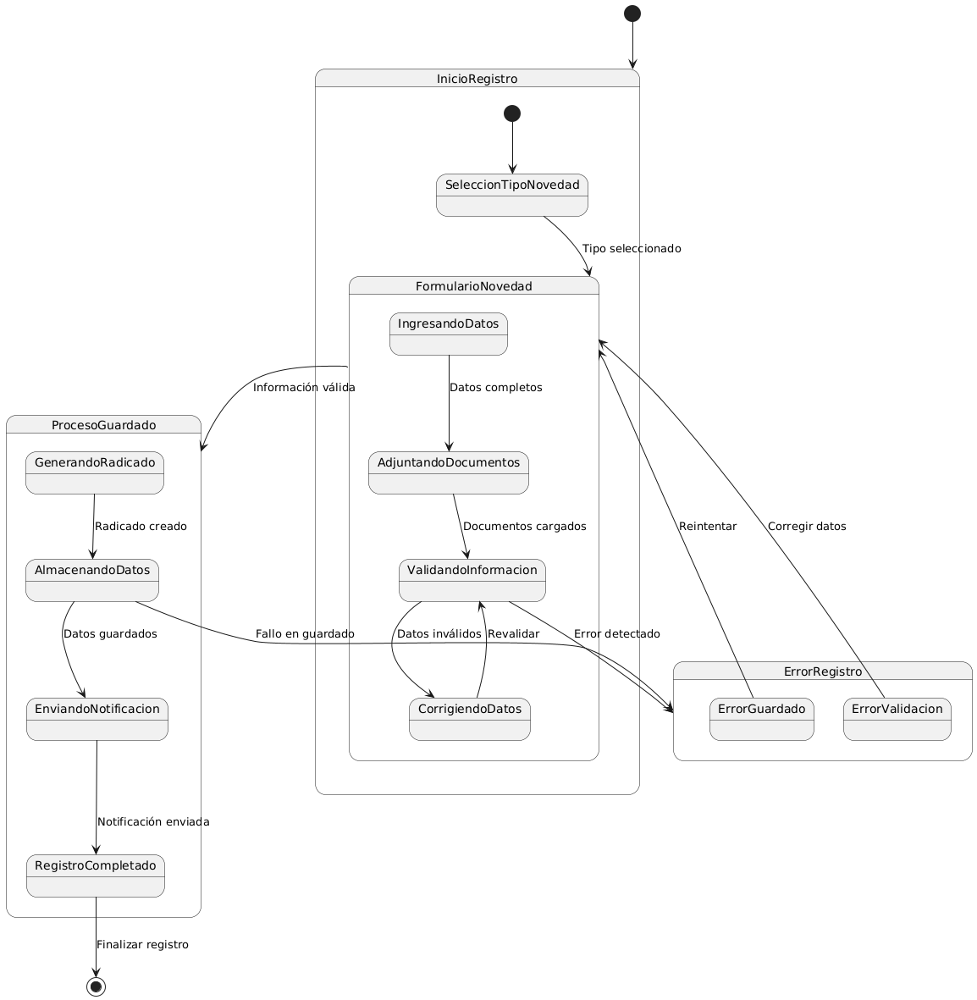 InicioRegistro
SeleccionTipoNovedad
Tipo seleccionado
FormularioNovedad
IngresandoDatos
Información válida
Datos completos
ProcesoGuardado
GenerandoRadicado
AdjuntandoDocumentos
Radicado creado
Documentos cargados
Reintentar
Corregir datos
AlmacenandoDatos
ValidandoInformacion
Datos guardados
Fallo en guardado
Datos inválidos
Revalidar
Error detectado
ErrorRegistro
EnviandoNotificacion
CorrigiendoDatos
ErrorGuardado
ErrorValidacion
Notificación enviada
RegistroCompletado
Finalizar registro